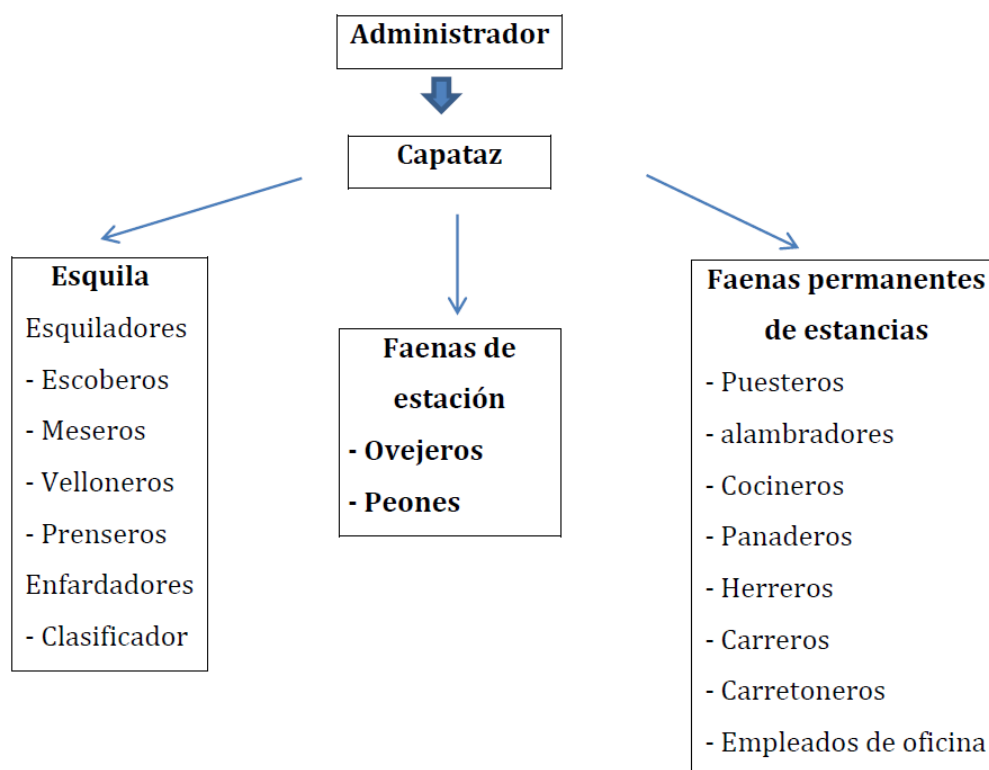 Administrador
Capataz
Esquila
Esquiladores
- Escoberos
- Meseros
- Velloneros
- Prenseros
Enfardadores
- Clasificador
Faenas de
estación
- Ovejeros
- Peones
Faenas permanentes
de estancias
- Puesteros
- alambradores
- Cocineros
- Panaderos
- Herreros
- Carreros
- Carretoneros
- Empleados de oficina